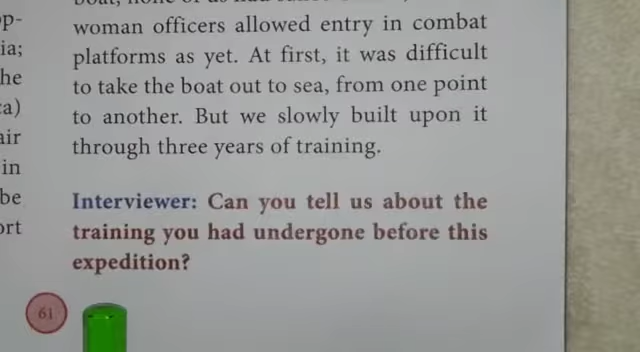 woman officers allowed entry in combat
platforms as yet. At first, it was difficult
to take the boat out to sea, from one point
to another. But we slowly built upon it
through three years of training.
Interviewer: Can you tell us about the
training you had undergone before this
expedition?
61